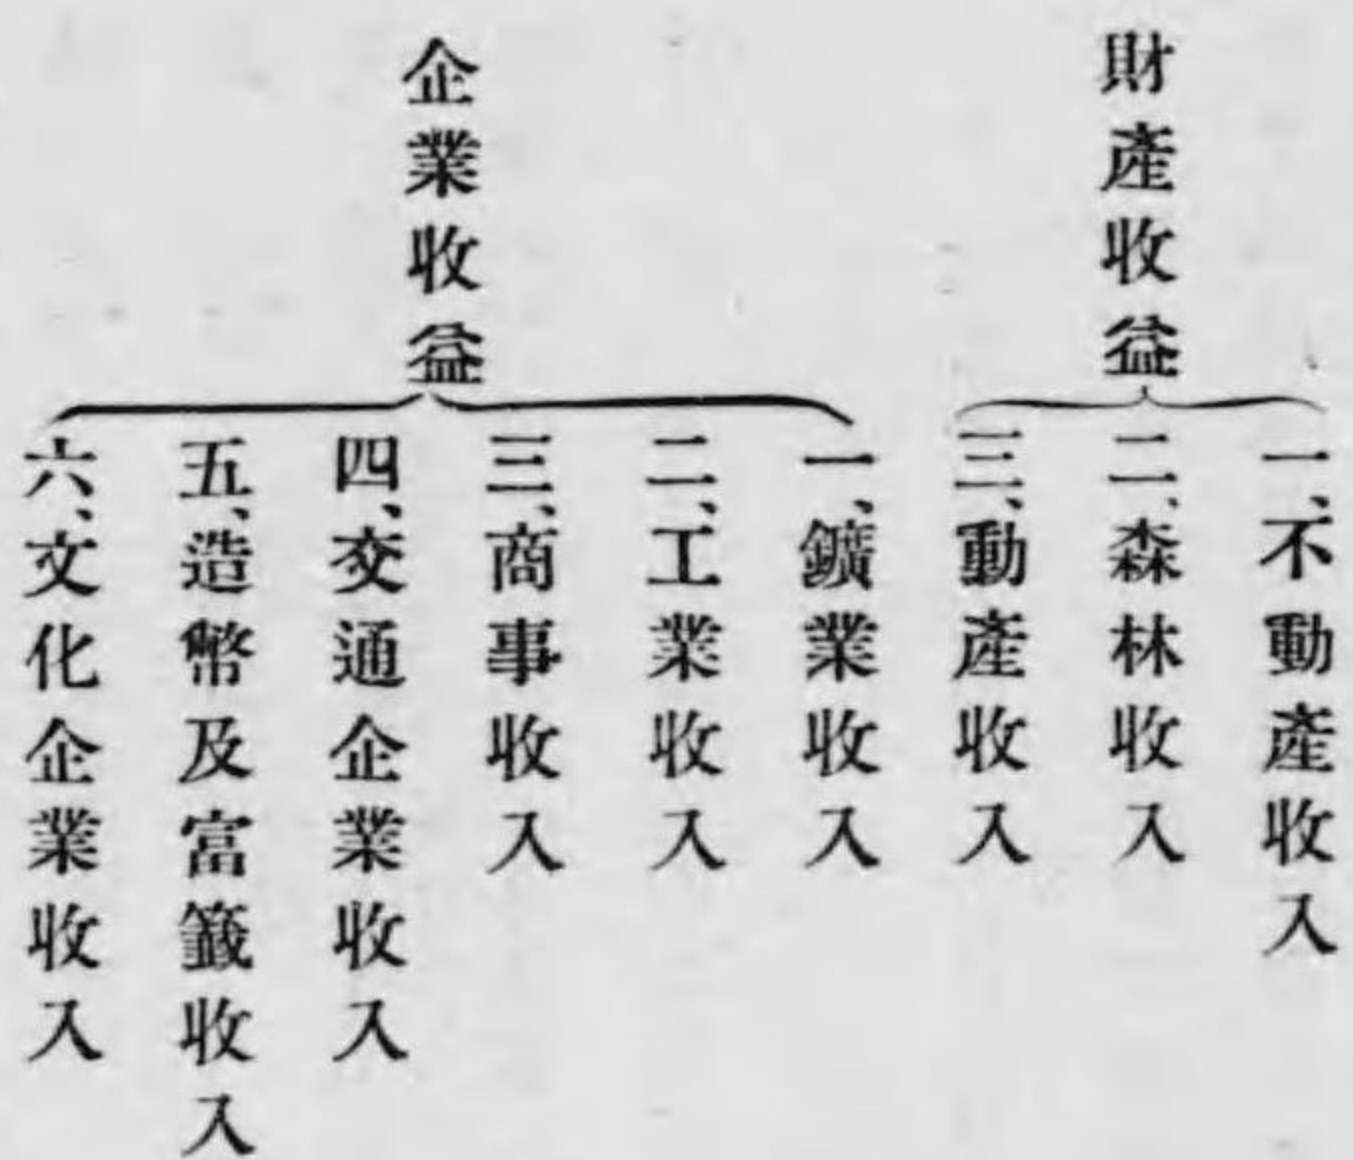 財產收益
一、不動產收入
二、森林收入
三、動產收入
企業收益
一、鑛業收入
二、工業收入
三、商事收入
四、交通企業收入
五、造幣及富籤收入
六、文化企業收入